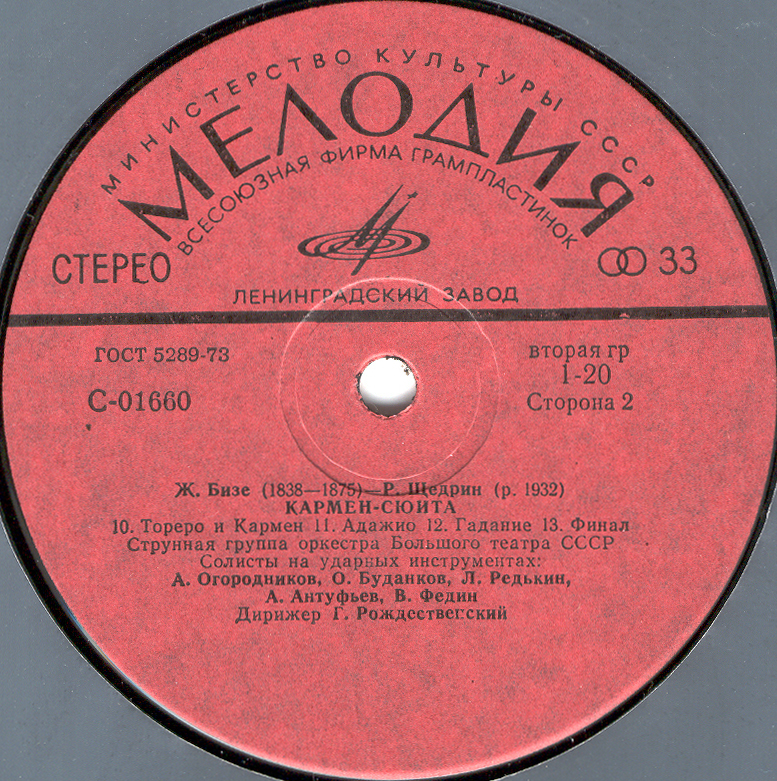 МИНИСТЕРСТВО КУЛЬТУРЫ СССР
МЕЛОДИЯ
ВСЕСОЮЗНАЯ ФИРМА ГРАМПЛАСТИНОК
СТЕРЕО
33
ЛЕНИНГРАДСКИЙ ЗАВОД
ГОСТ 5289-73
вторая гр
1-20
С-01660
Сторона 2
Ж. Бизе (1838—1875)—Р. Щедрин (р. 1932)
КАРМЕН-СЮИТА
10. Тореро и Кармен 11. Адажио 12. Гадание 13. Финал
Струнная группа оркестра Большого театра СССР
Солисты на ударных инструментах:
А. Огородников, О. Буданков, Л. Редькин,
А. Антуфьев, В. Федин
Дирижер Г. Рождественский